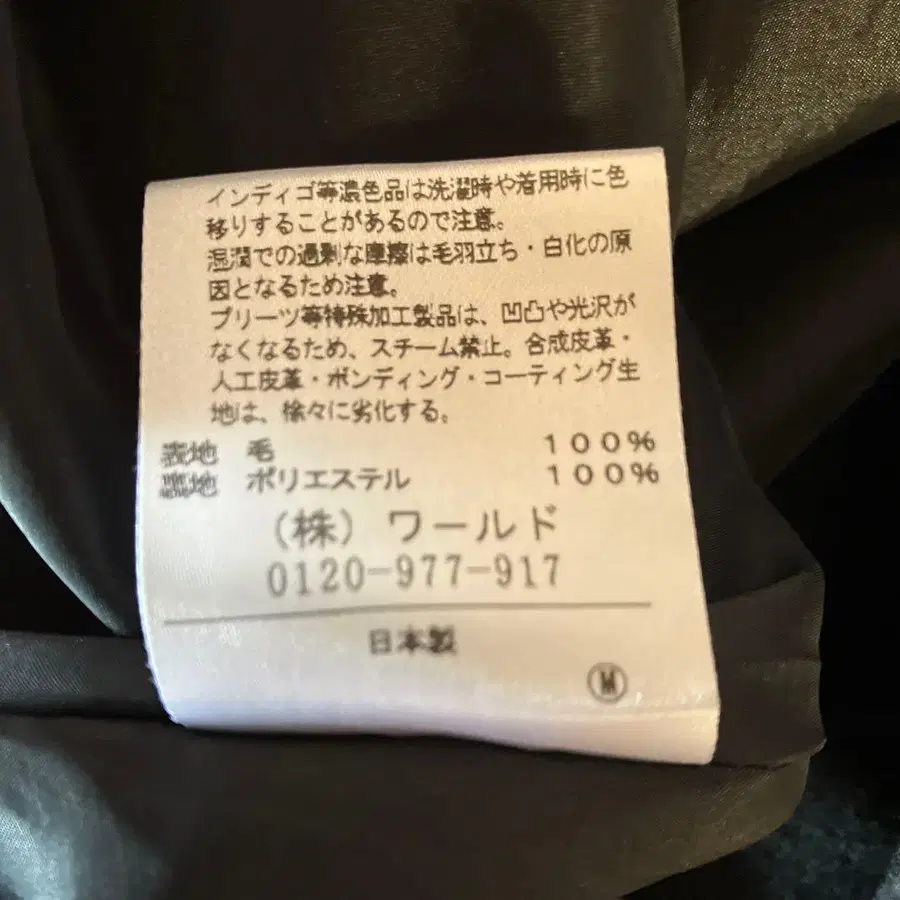 インディゴ等濃色品は洗濯時や着用時に色
移りすることがあるので注意。
湿潤での過剰な摩擦は毛羽立ち・白化の原
因となるため注意。
プリーツ等特殊加工製品は、凹凸や光沢が
なくなるため、スチーム禁止。合成皮革・
人工皮革・ボンディング・コーティング生
地は、徐々に劣化する。
表地 毛 100%
裏地 ポリエステル 100%
(株)ワールド
0120-977-917
日本製
Ⓜ